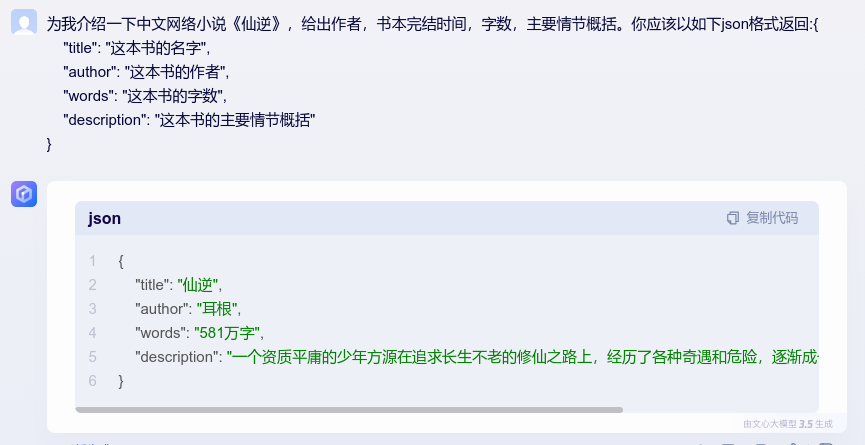 为我介绍一下中文网络小说《仙逆》，给出作者，书本完结时间，字数，主要情节概括。你应该以如下json格式返回:{
"title": "这本书的名字",
"author": "这本书的作者",
"words": "这本书的字数",
"description": "这本书的主要情节概括"
}
json
复制代码
1 {
2 "title": "仙逆",
3 "author": "耳根",
4 "words": "581万字",
5 "description": "一个资质平庸的少年方源在追求长生不老的修仙之路上，经历了各种奇遇和危险，逐渐成
6 }
由文心大模型 3.5 生成